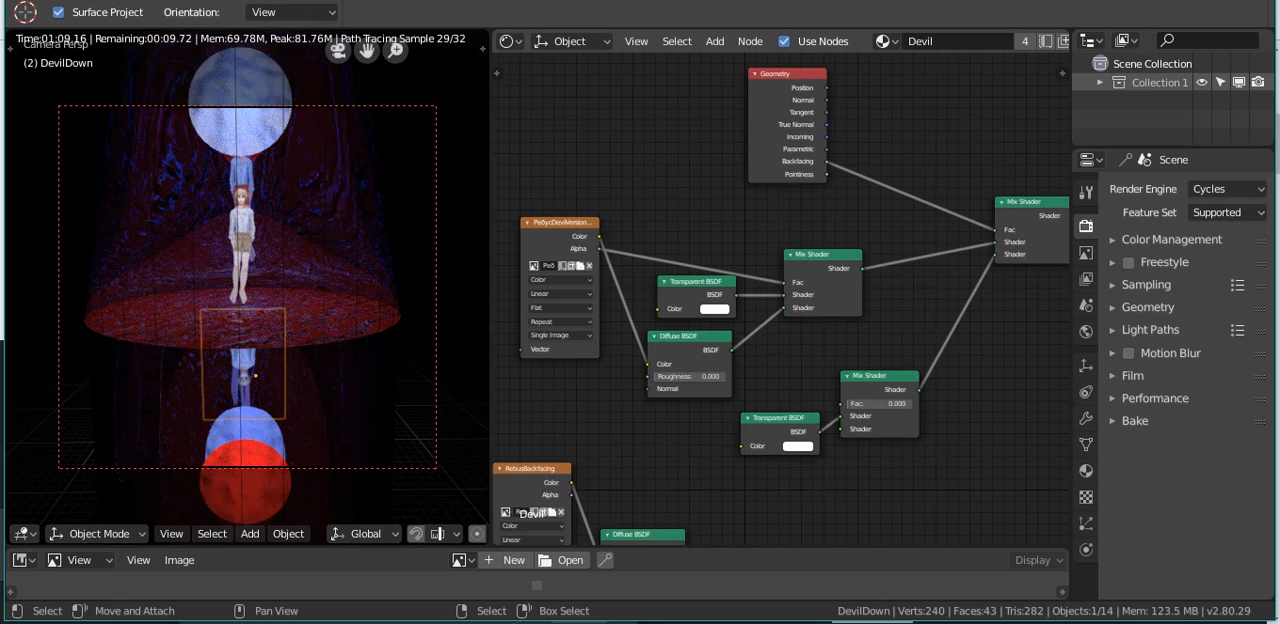 Surface Project Orientation: View
Time:01:09.16 | Remaining:00:09.72 | Mem:69.78M, Peak:81.76M | Path Tracing Sample 29/32
Camera Persp
(2) DevilDown
Object View Select Add Node Use Nodes Devil 4
Geometry
Position
Normal
Tangent
True Normal
Incoming
Parametric
Backfacing
Pointiness
Mix Shader
Shader
Fac
Shader
Shader
РебусDevilVersion...
Color
Alpha
Реб
Color
Linear
Flat
Repeat
Single Image
Vector
Transparent BSDF
BSDF
Color
Mix Shader
Shader
Fac
Shader
Shader
Diffuse BSDF
BSDF
Color
Roughness: 0.000
Normal
Mix Shader
Shader
Fac: 0.000
Shader
Shader
Transparent BSDF
BSDF
Color
RebusBackfacing
Color
Alpha
Devil
Color
Linear
Diffuse BSDF
Scene Collection
Collection 1
Scene
Render Engine Cycles
Feature Set Supported
Color Management
Freestyle
Sampling
Geometry
Light Paths
Motion Blur
Film
Performance
Bake
Object Mode View Select Add Object Global
View View Image New Open Display
Select Move and Attach Pan View Select Box Select DevilDown | Verts:240 | Faces:43 | Tris:282 | Objects:1/14 | Mem: 123.5 MB | v2.80.29